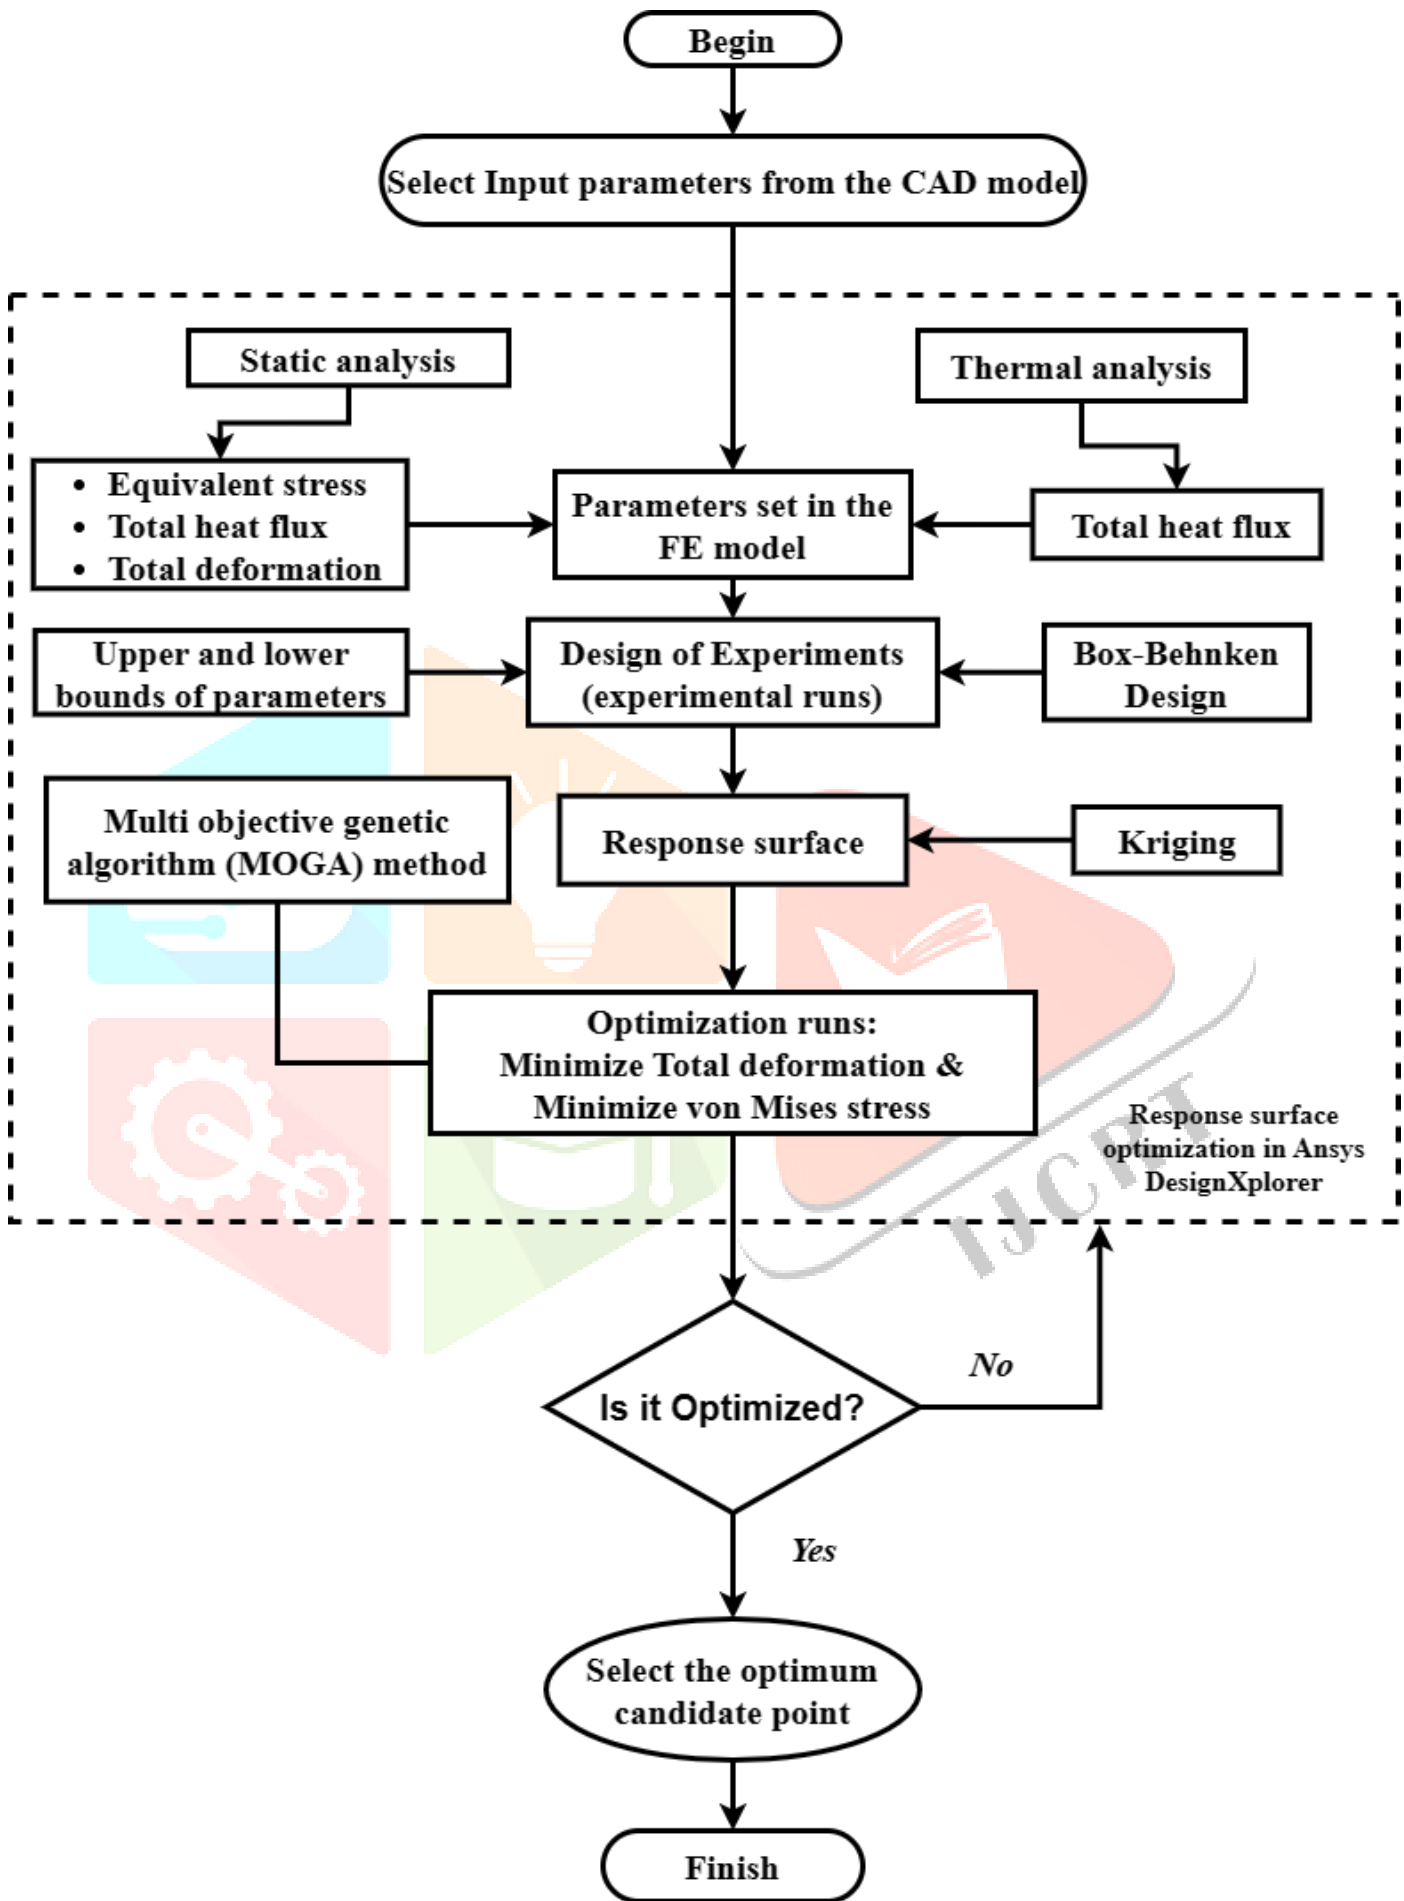 Begin
Select Input parameters from the CAD model
Static analysis
Thermal analysis
• Equivalent stress
• Total heat flux
• Total deformation
Parameters set in the
FE model
Total heat flux
Upper and lower
bounds of parameters
Design of Experiments
(experimental runs)
Box-Behnken
Design
Multi objective genetic
algorithm (MOGA) method
Response surface
Kriging
Optimization runs:
Minimize Total deformation &
Minimize von Mises stress
Response surface
optimization in Ansys
DesignXplorer
IJCRT
Is it Optimized?
No
Yes
Select the optimum
candidate point
Finish